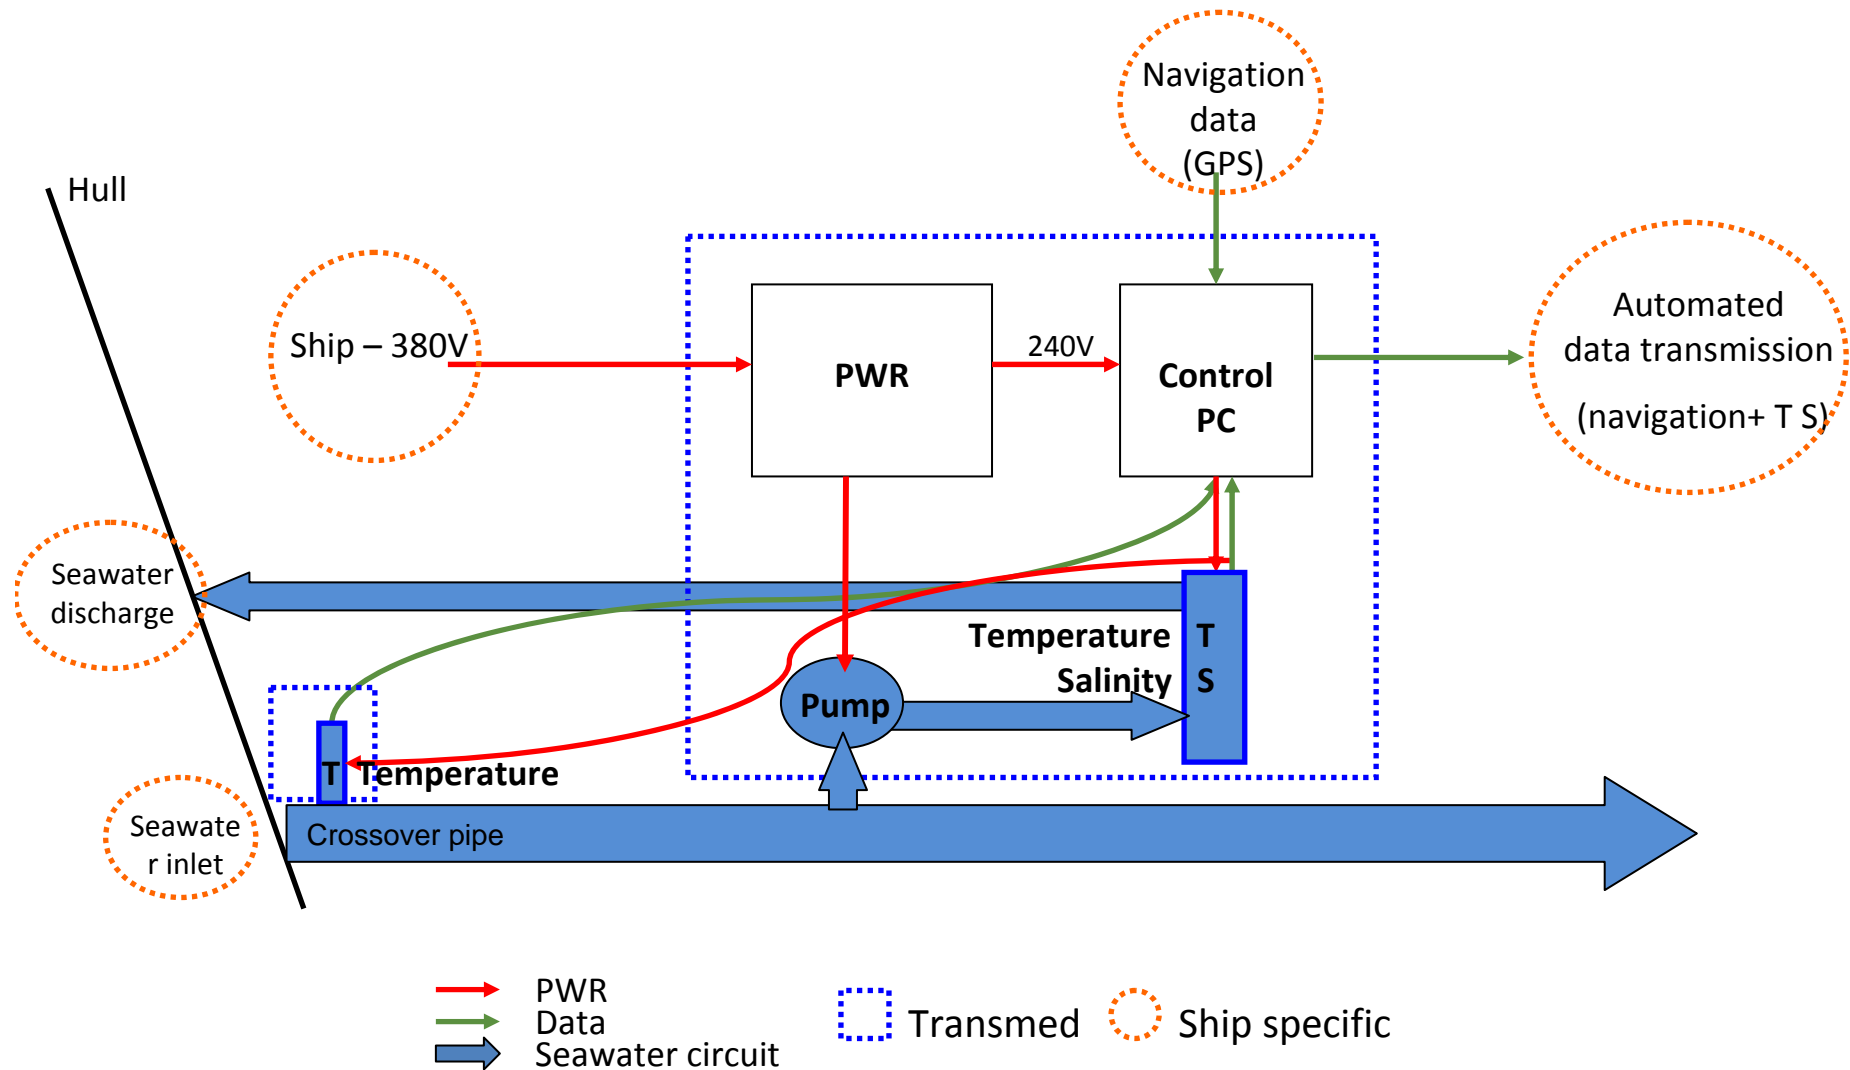 Navigation
data
(GPS)
Hull
Ship – 380V
240V
PWR
Control
PC
Automated
data transmission
(navigation+ T S)
Seawater
discharge
Temperature
Salinity
T
S
Pump
T
Temperature
Seawate
r inlet
Crossover pipe
PWR
Data
Seawater circuit
Transmed
Ship specific